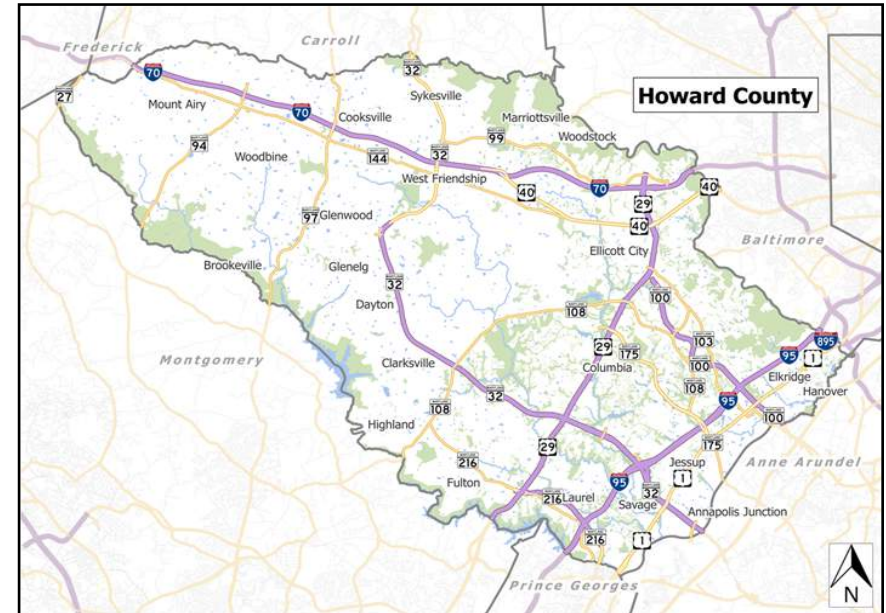 Frederick
Carroll
Howard County
70
32
27
Mount Airy
Sykesville
70
Cooksville
Marriottsville
99
Woodstock
94
144
32
Woodbine
West Friendship
40
70
40
29
97
Glenwood
40
Baltimore
Ellicott City
Brookeville
Glenelg
32
100
Dayton
108
Montgomery
29
175
103
895
95
1
Clarksville
Columbia
100
Elkridge
32
108
95
Hanover
108
100
Highland
29
175
216
Jessup
Anne Arundel
Fulton
95
1
216
Laurel
32
Savage
Annapolis Junction
216
1
Prince Georges
N